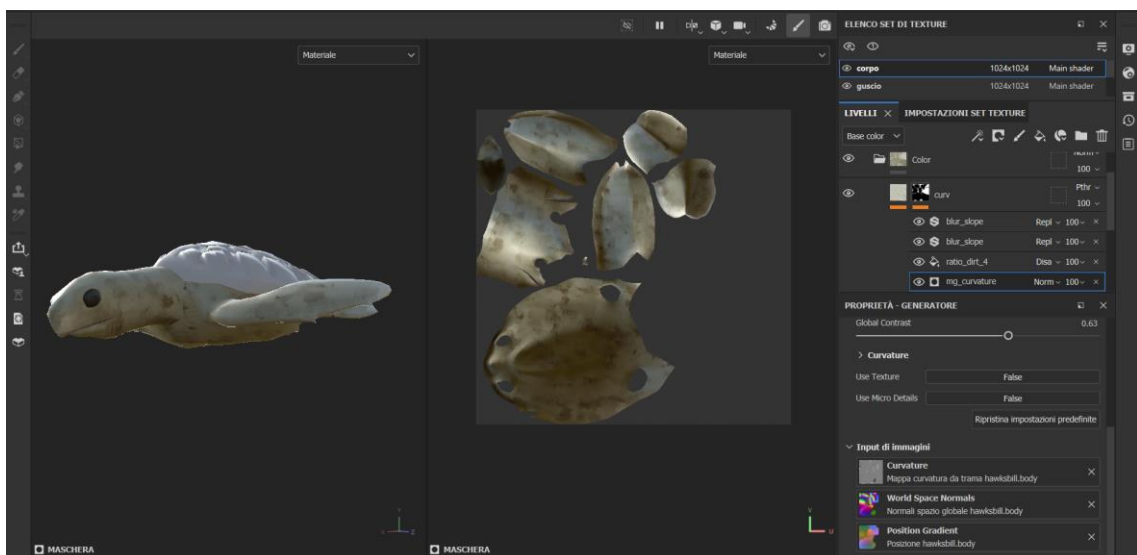 ELENCO SET DI TEXTURE
Materiale
Materiale
corpo 1024x1024 Main shader
guscio 1024x1024 Main shader
LIVELLI × IMPOSTAZIONI SET TEXTURE
Base color
Color
100
curv Pthr
100
blur_slope Repl 100 ×
blur_slope Repl 100 ×
ratio_dirt_4 Disa 100 ×
mg_curvature Norm 100 ×
PROPRIETÀ - GENERATORE
Global Contrast 0.63
Curvature
Use Texture False
Use Micro Details False
Ripristina impostazioni predefinite
Input di immagini
Curvature
Mappa curvatura da trama hawksbill.body
World Space Normals
Normali spazio globale hawksbill.body
Position Gradient
Posizione hawksbill.body
MASCHERA
MASCHERA